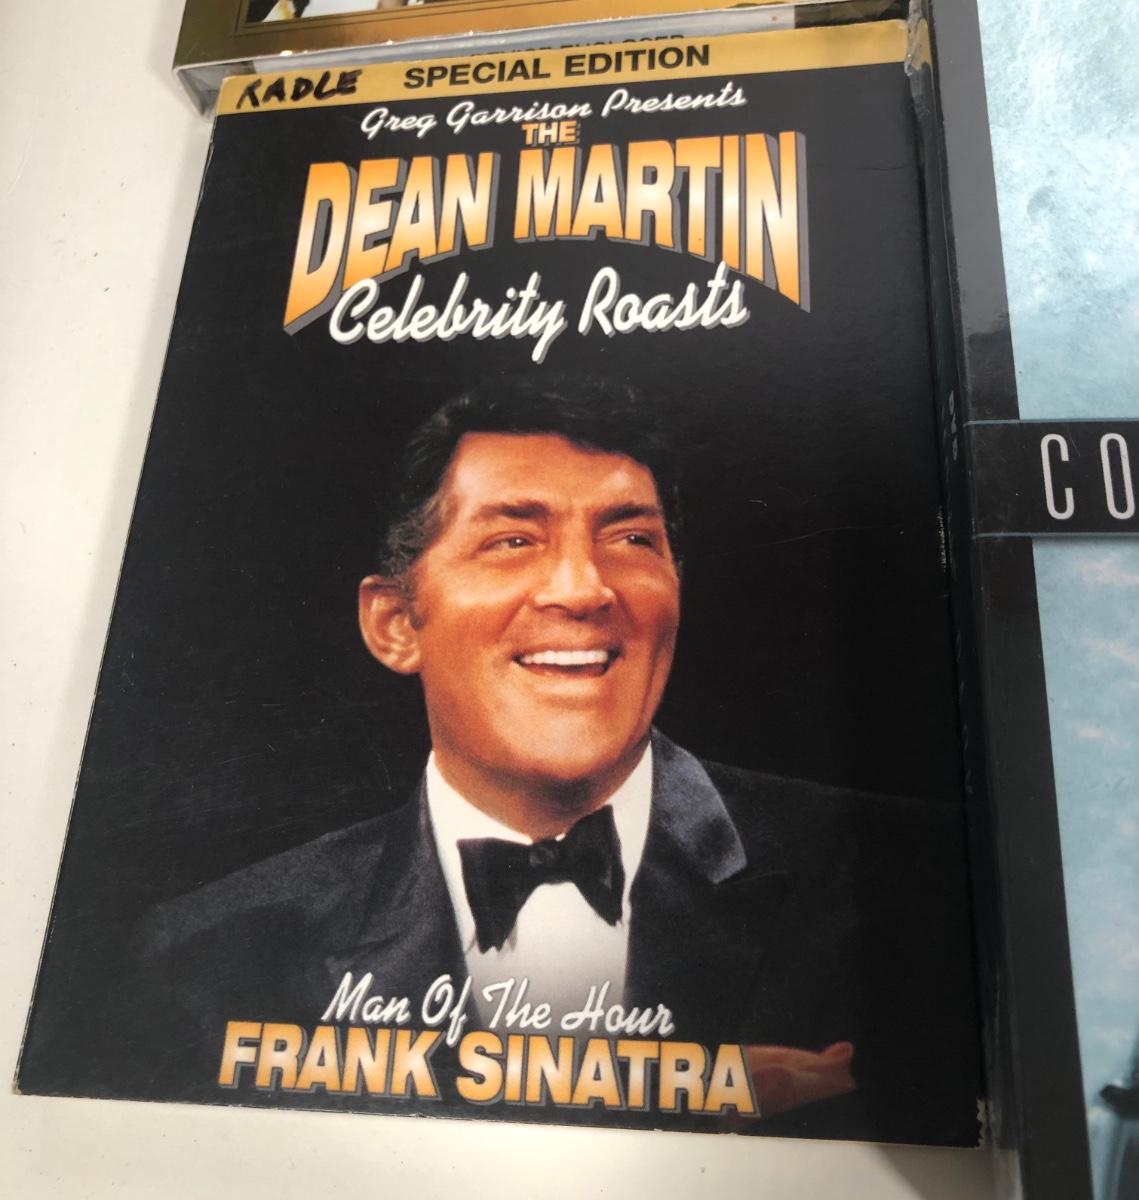 KADLE SPECIAL EDITION
Greg Garrison Presents
THE
DEAN MARTIN
Celebrity Roasts
Man Of The Hour
FRANK SINATRA
CO